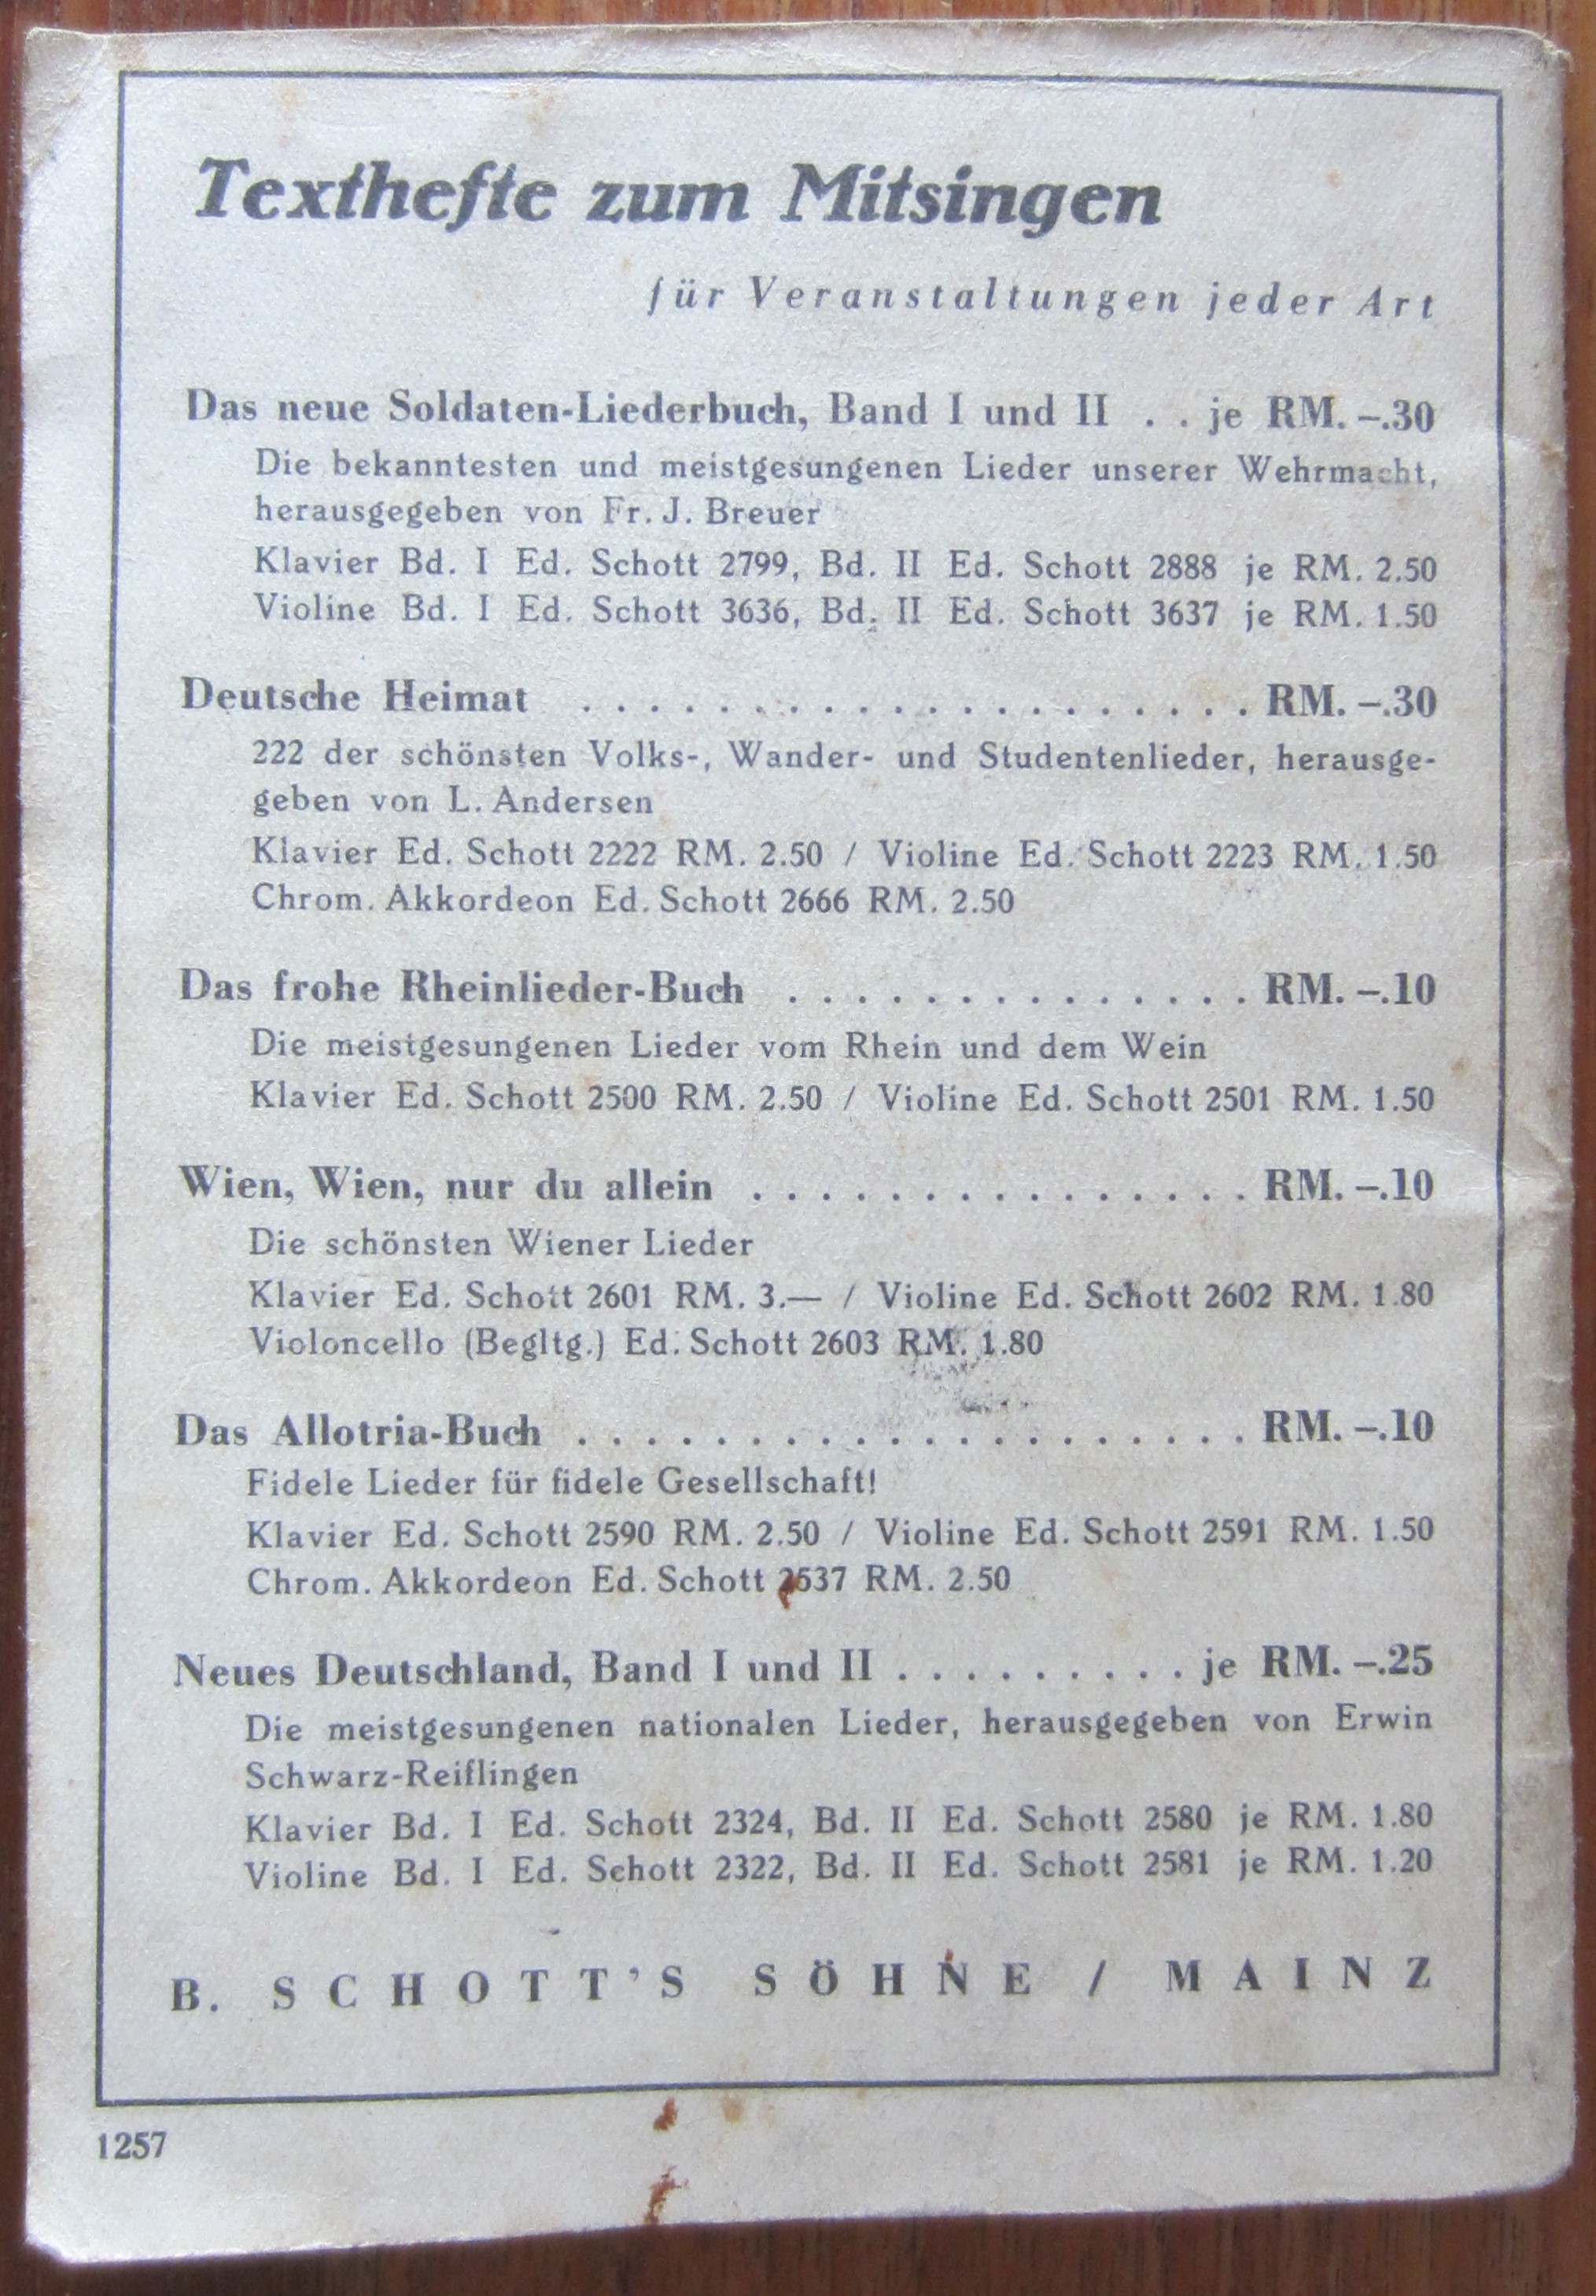 Texthefte zum Mitsingen
für Veranstaltungen jeder Art
Das neue Soldaten-Liederbuch, Band I und II . . je RM. –.30
Die bekanntesten und meistgesungenen Lieder unserer Wehrmacht,
herausgegeben von Fr. J. Breuer
Klavier Bd. I Ed. Schott 2799, Bd. II Ed. Schott 2888 je RM. 2.50
Violine Bd. I Ed. Schott 3636, Bd. II Ed. Schott 3637 je RM. 1.50
Deutsche Heimat . . . . . . . . . . . . . . . . . . . . RM. –.30
222 der schönsten Volks-, Wander- und Studentenlieder, herausge-
geben von L. Andersen
Klavier Ed. Schott 2222 RM. 2.50 / Violine Ed. Schott 2223 RM. 1.50
Chrom. Akkordeon Ed. Schott 2666 RM. 2.50
Das frohe Rheinlieder-Buch . . . . . . . . . . . . . . RM. –.10
Die meistgesungenen Lieder vom Rhein und dem Wein
Klavier Ed. Schott 2500 RM. 2.50 / Violine Ed. Schott 2501 RM. 1.50
Wien, Wien, nur du allein . . . . . . . . . . . . . . . RM. –.10
Die schönsten Wiener Lieder
Klavier Ed. Schott 2601 RM. 3.— / Violine Ed. Schott 2602 RM. 1.80
Violoncello (Begltg.) Ed. Schott 2603 RM. 1.80
Das Allotria-Buch . . . . . . . . . . . . . . . . . . . . RM. –.10
Fidele Lieder für fidele Gesellschaft!
Klavier Ed. Schott 2590 RM. 2.50 / Violine Ed. Schott 2591 RM. 1.50
Chrom. Akkordeon Ed. Schott 2537 RM. 2.50
Neues Deutschland, Band I und II . . . . . . . . . je RM. –.25
Die meistgesungenen nationalen Lieder, herausgegeben von Erwin
Schwarz-Reiflingen
Klavier Bd. I Ed. Schott 2324, Bd. II Ed. Schott 2580 je RM. 1.80
Violine Bd. I Ed. Schott 2322, Bd. II Ed. Schott 2581 je RM. 1.20
B. SCHOTT'S SÖHNE / MAINZ
1257